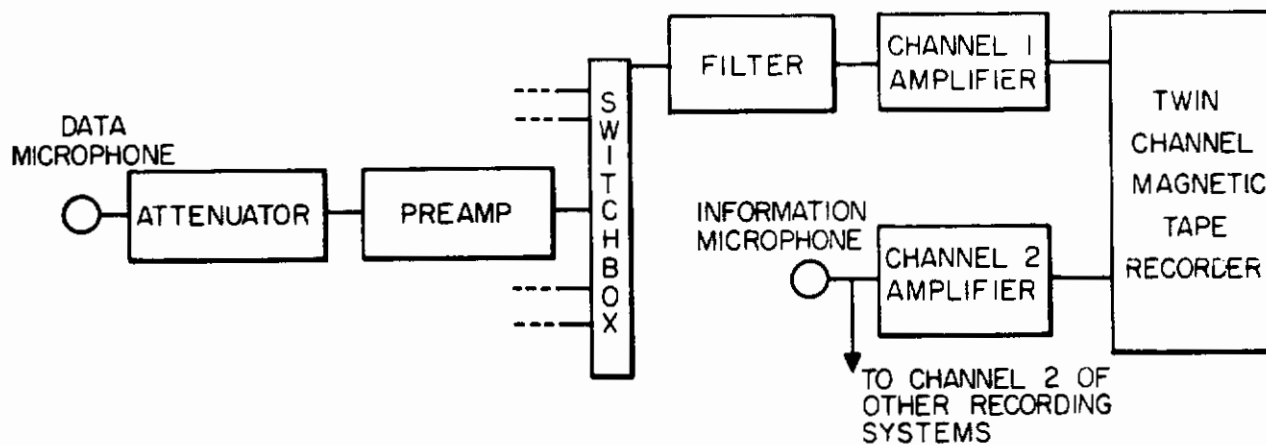 DATA
MICROPHONE
ATTENUATOR
PREAMP
SWITCHBOX
FILTER
CHANNEL 1
AMPLIFIER
INFORMATION
MICROPHONE
CHANNEL 2
AMPLIFIER
TO CHANNEL 2 OF
OTHER RECORDING
SYSTEMS
TWIN
CHANNEL
MAGNETIC
TAPE
RECORDER